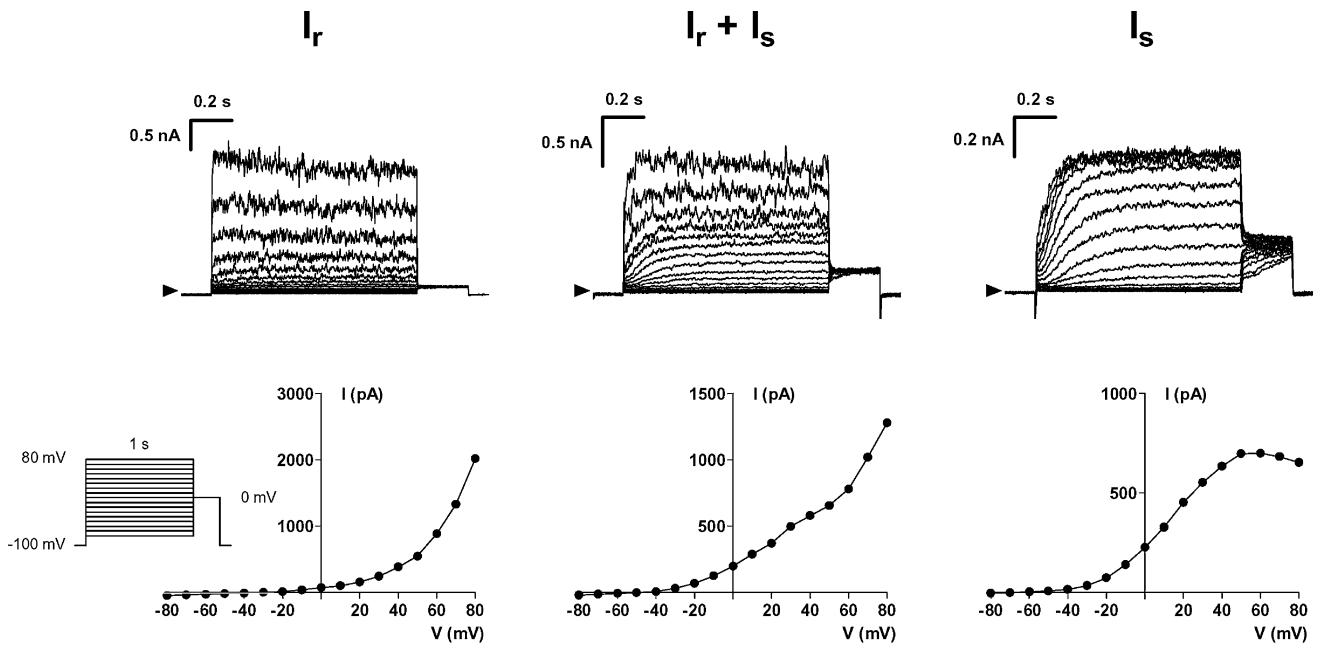 Ir
Ir + Is
Is
0.2 s
0.5 nA
0.2 s
0.5 nA
0.2 s
0.2 nA
1 s
80 mV
0 mV
-100 mV
3000
I (pA)
2000
1000
-80 -60 -40 -20 20 40 60 80
V (mV)
1500
I (pA)
1000
500
-80 -60 -40 -20 20 40 60 80
V (mV)
1000
I (pA)
500
-80 -60 -40 -20 20 40 60 80
V (mV)